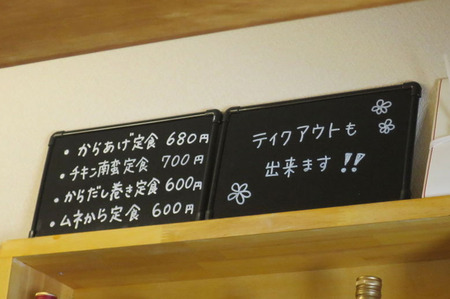 ・からあげ定食 680円
・チキン南蛮定食 700円
・からだし巻き定食 600円
・ムネから定食 600円
テイクアウトも
出来ます!!